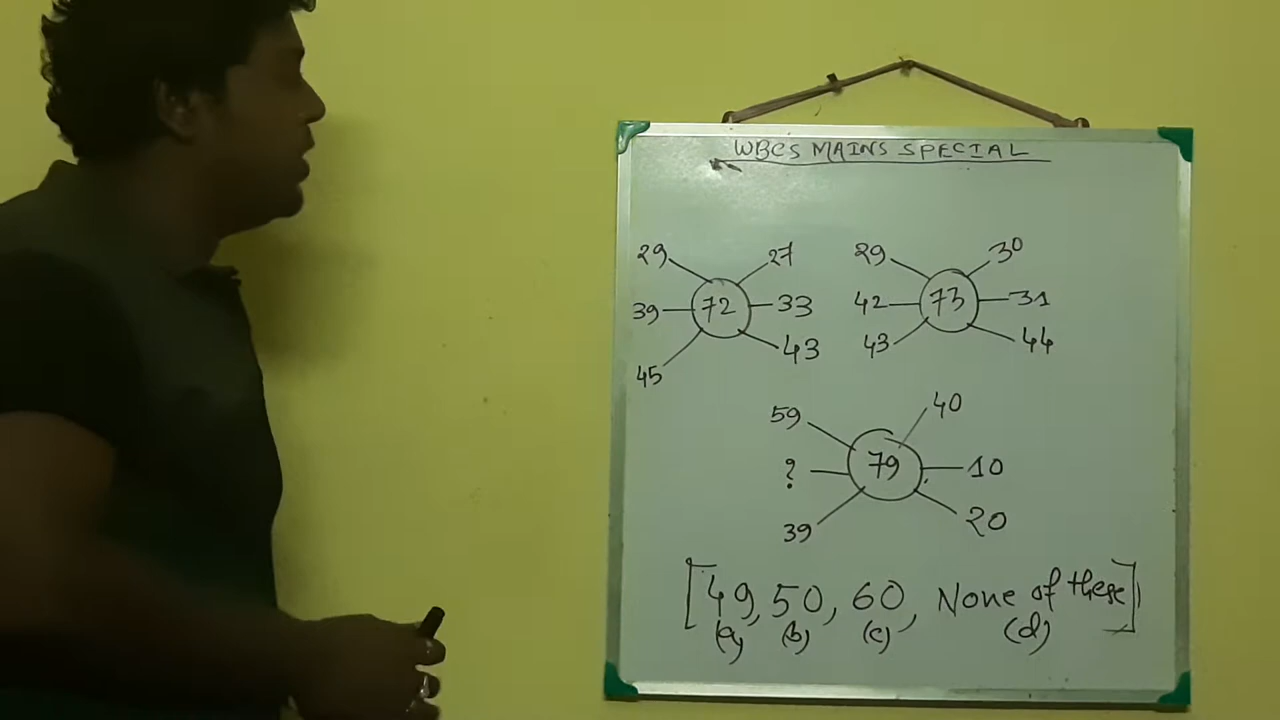 WBCS MAINS SPECIAL
29 27 29 30
39 72 33 42 73 31
45 43 43 44
59 40
? 79 10
39 20
[49, 50, 60, None of these]
(a) (b) (c) (d)